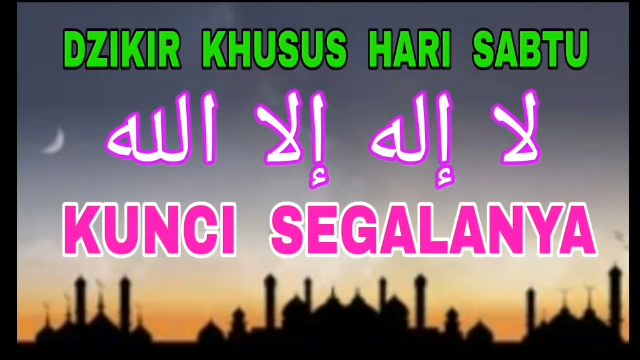 DZIKIR KHUSUS HARI SABTU
لا إله إلا الله
KUNCI SEGALANYA